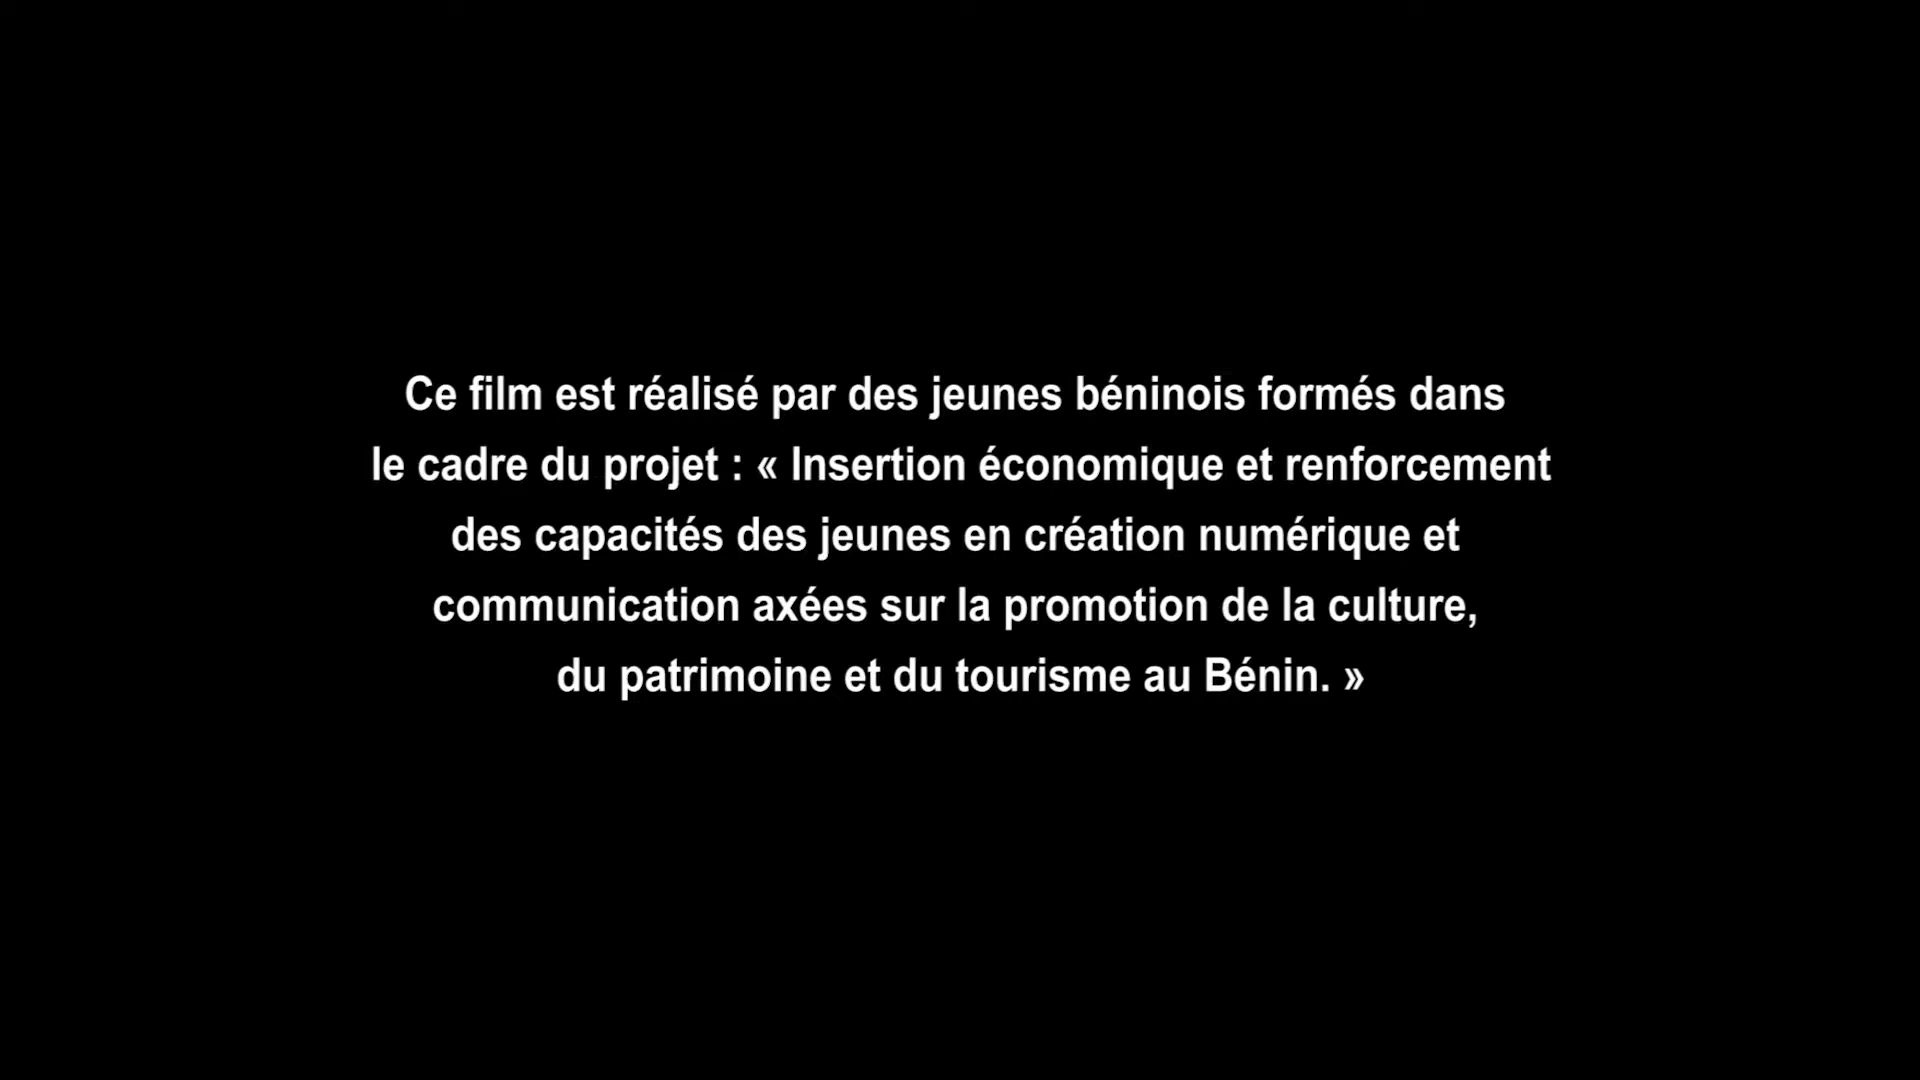 Ce film est réalisé par des jeunes béninois formés dans
le cadre du projet : « Insertion économique et renforcement
des capacités des jeunes en création numérique et
communication axées sur la promotion de la culture,
du patrimoine et du tourisme au Bénin. »